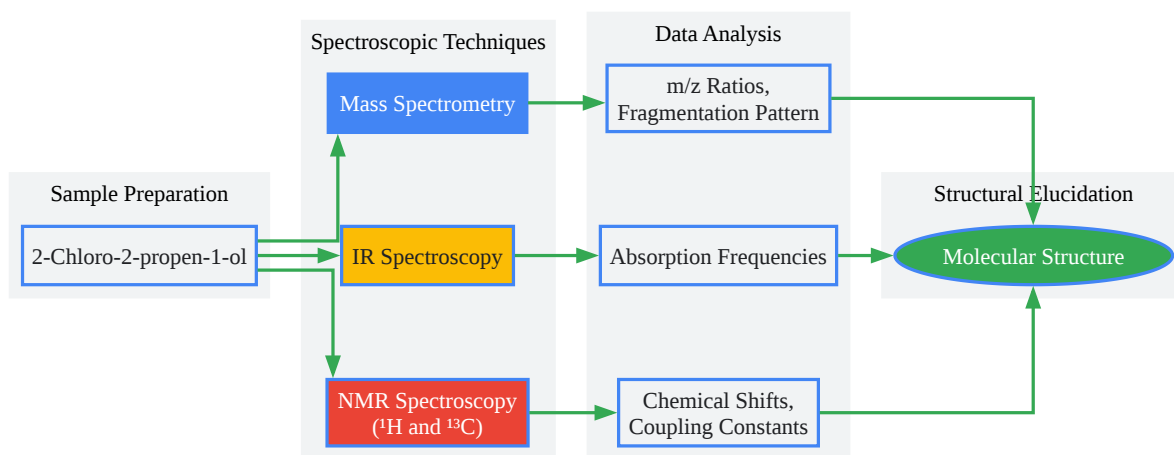 Sample Preparation
2-Chloro-2-propen-1-ol
Spectroscopic Techniques
Mass Spectrometry
IR Spectroscopy
NMR Spectroscopy
(¹H and ¹³C)
Data Analysis
m/z Ratios,
Fragmentation Pattern
Absorption Frequencies
Chemical Shifts,
Coupling Constants
Structural Elucidation
Molecular Structure